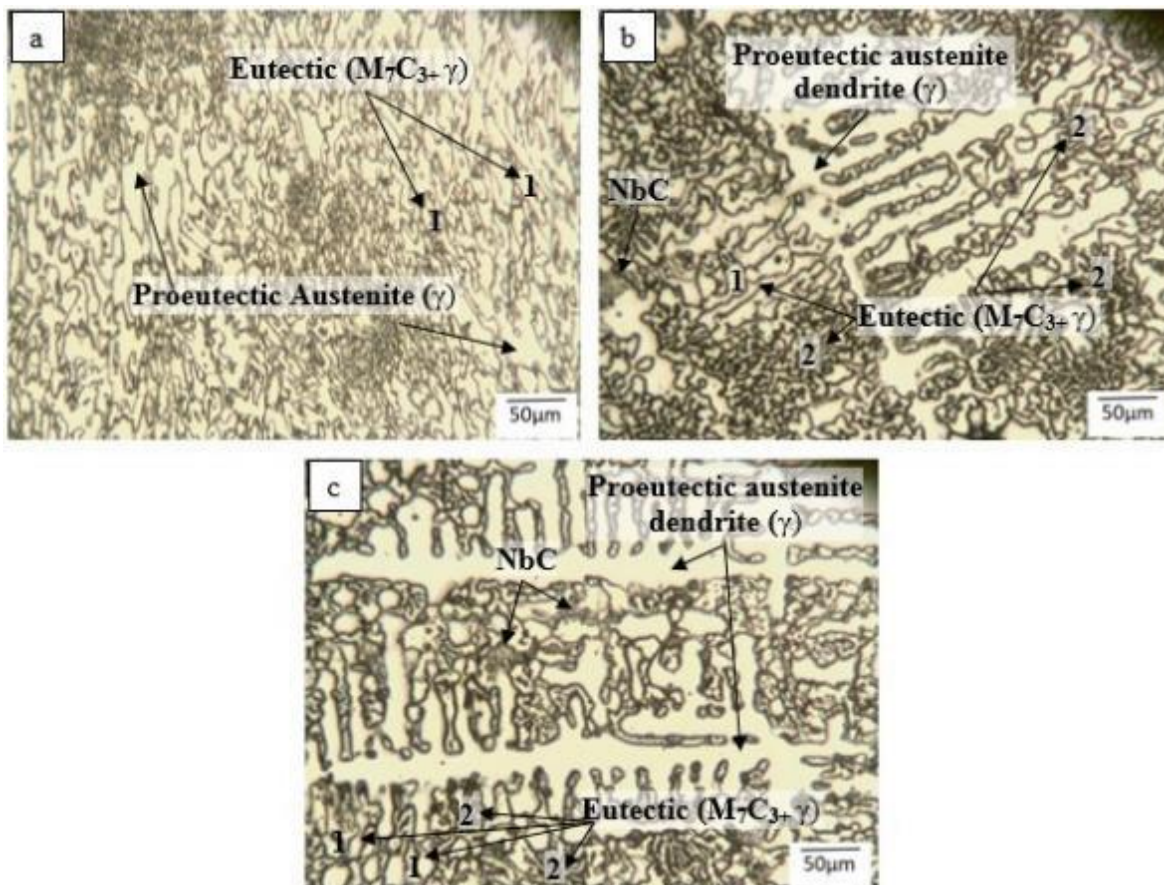 a
Eutectic (M₇C₃₊ γ)
1
1
Proeutectic Austenite (γ)
50μm
b
Proeutectic austenite
dendrite (γ)
2
NbC
1
2
Eutectic (M₇C₃₊ γ)
2
50μm
c
Proeutectic austenite
dendrite (γ)
NbC
2
Eutectic (M₇C₃₊ γ)
1
1
2
50μm